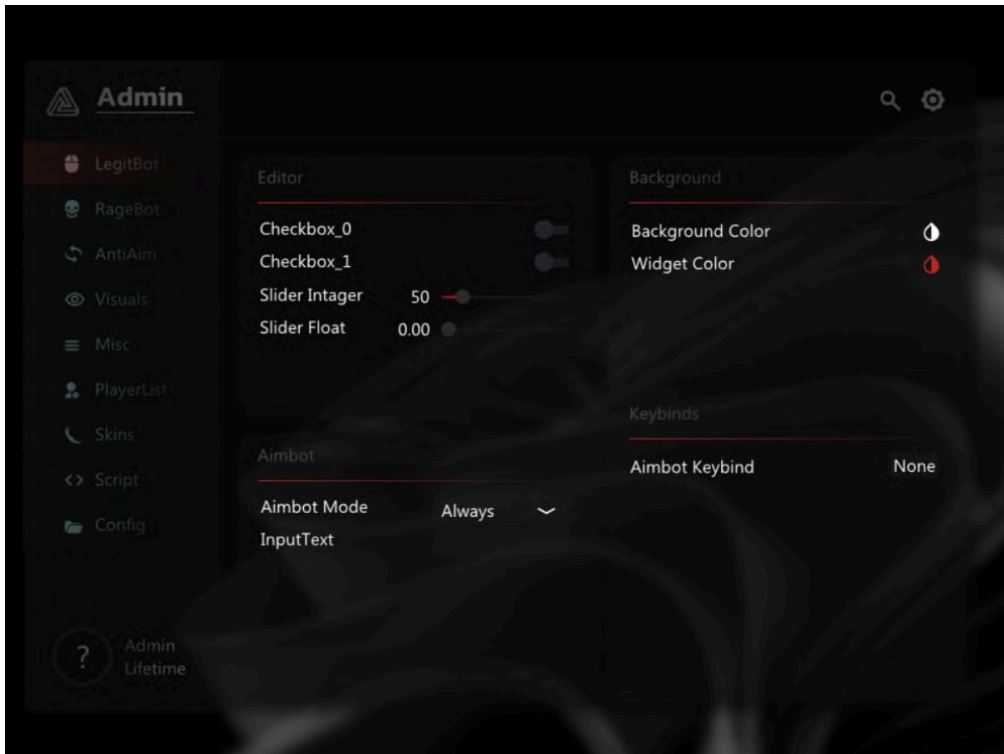 Admin
LegitBot
RageBot
AntiAim
Visuals
Misc
PlayerList
Skins
Script
Config
? Admin
Lifetime
Editor
Checkbox_0
Checkbox_1
Slider Intager 50
Slider Float 0.00
Aimbot
Aimbot Mode Always
InputText
Background
Background Color
Widget Color
Keybinds
Aimbot Keybind None